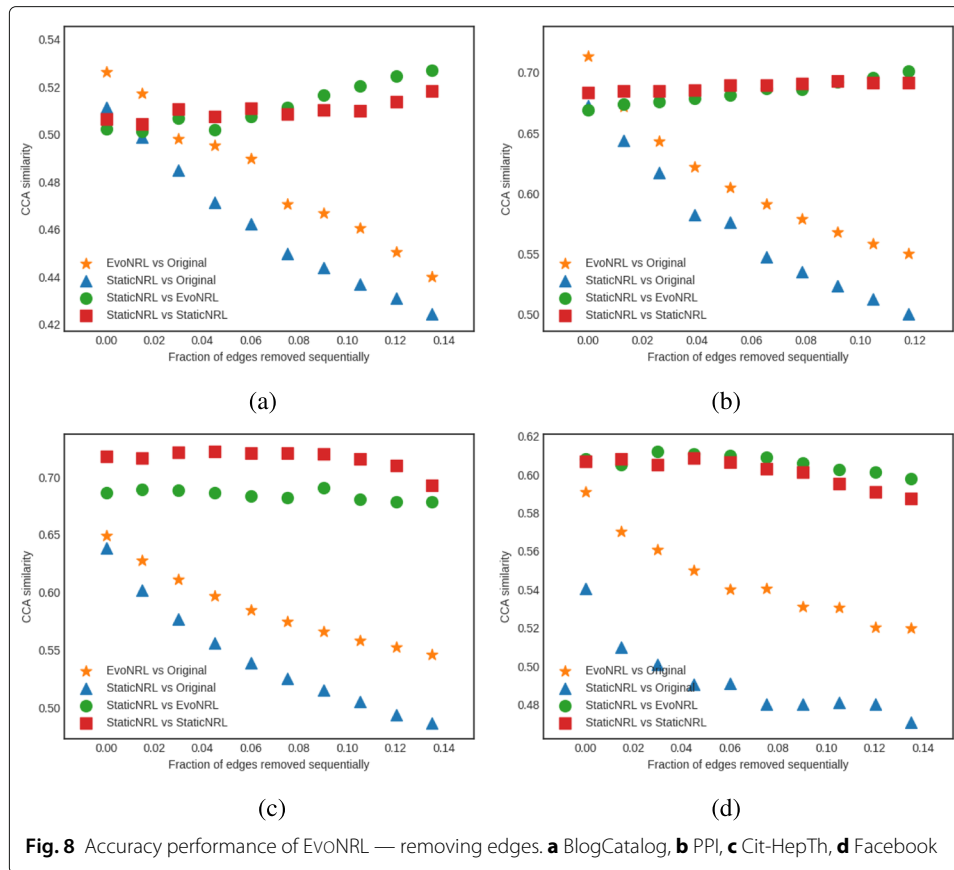 0.54
0.52
0.50
0.48
0.46
0.44
0.42
CCA similarity
EvoNRL vs Original
StaticNRL vs Original
StaticNRL vs EvoNRL
StaticNRL vs StaticNRL
0.00 0.02 0.04 0.06 0.08 0.10 0.12 0.14
Fraction of edges removed sequentially
(a)
0.70
0.65
0.60
0.55
0.50
CCA similarity
EvoNRL vs Original
StaticNRL vs Original
StaticNRL vs EvoNRL
StaticNRL vs StaticNRL
0.00 0.02 0.04 0.06 0.08 0.10 0.12
Fraction of edges removed sequentially
(b)
0.70
0.65
0.60
0.55
0.50
CCA similarity
EvoNRL vs Original
StaticNRL vs Original
StaticNRL vs EvoNRL
StaticNRL vs StaticNRL
0.00 0.02 0.04 0.06 0.08 0.10 0.12 0.14
Fraction of edges removed sequentially
(c)
0.62
0.60
0.58
0.56
0.54
0.52
0.50
0.48
CCA similarity
EvoNRL vs Original
StaticNRL vs Original
StaticNRL vs EvoNRL
StaticNRL vs StaticNRL
0.00 0.02 0.04 0.06 0.08 0.10 0.12 0.14
Fraction of edges removed sequentially
(d)
Fig. 8 Accuracy performance of EVONRL — removing edges. a BlogCatalog, b PPI, c Cit-HepTh, d Facebook